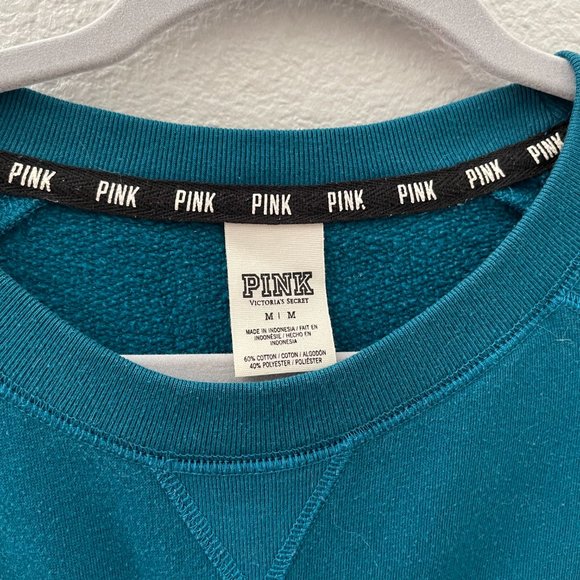 PINK PINK PINK PINK PINK PINK PINK PINK
PINK
VICTORIA'S SECRET
M | M
MADE IN INDONESIA / FAIT EN
INDONÉSIE / HECHO EN
INDONESIA
60% COTTON / COTON / ALGODÓN
40% POLYESTER / POLIÉSTER